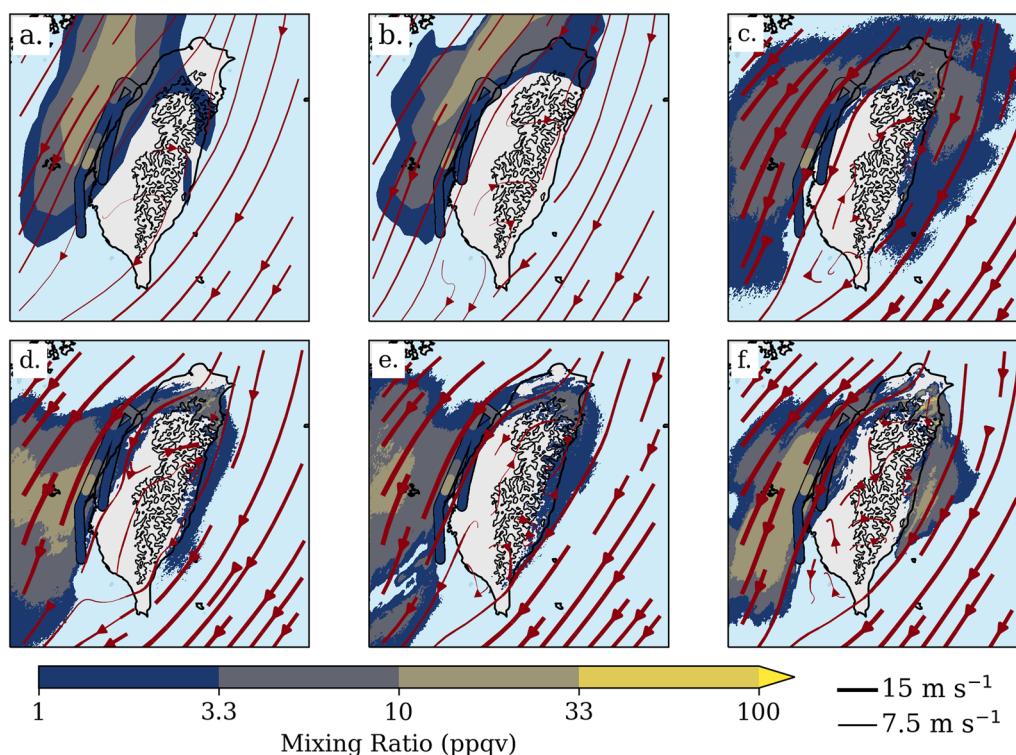 a.
b.
c.
d.
e.
f.
1
3.3
10
33
100
Mixing Ratio (ppqv)
15 m s⁻¹
7.5 m s⁻¹